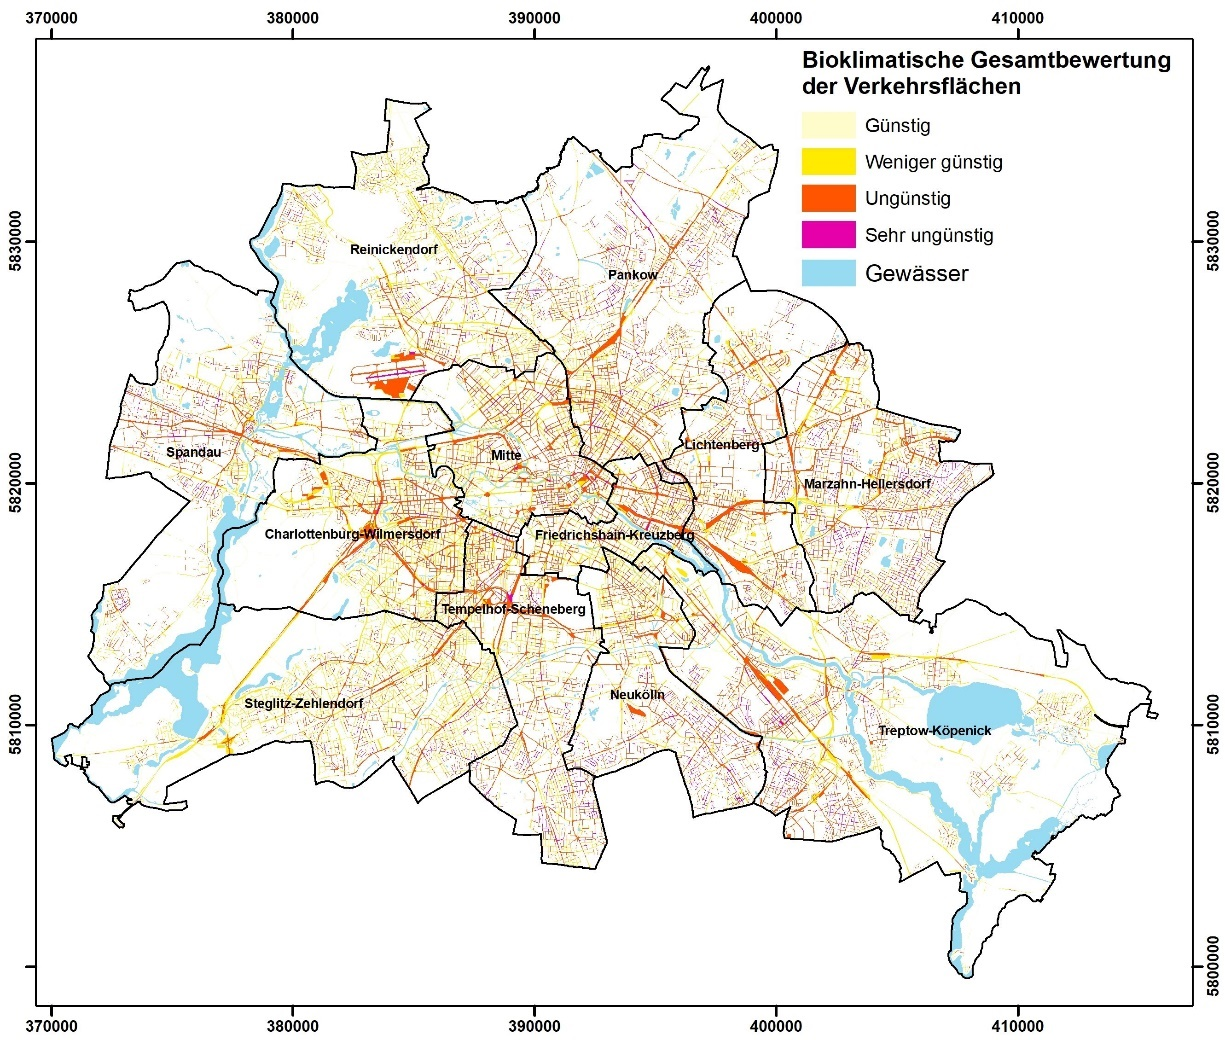 370000 380000 390000 400000 410000
Bioklimatische Gesamtbewertung
der Verkehrsflächen
Günstig
Weniger günstig
Ungünstig
Sehr ungünstig
Gewässer
5830000
5830000
Reinickendorf
Pankow
Spandau
Mitte
Lichtenberg
5820000
5820000
Marzahn-Hellersdorf
Charlottenburg-Wilmersdorf
Friedrichshain-Kreuzberg
Tempelhof-Scheneberg
Steglitz-Zehlendorf
Neukölln
5810000
5810000
Treptow-Köpenick
5800000
370000 380000 390000 400000 410000